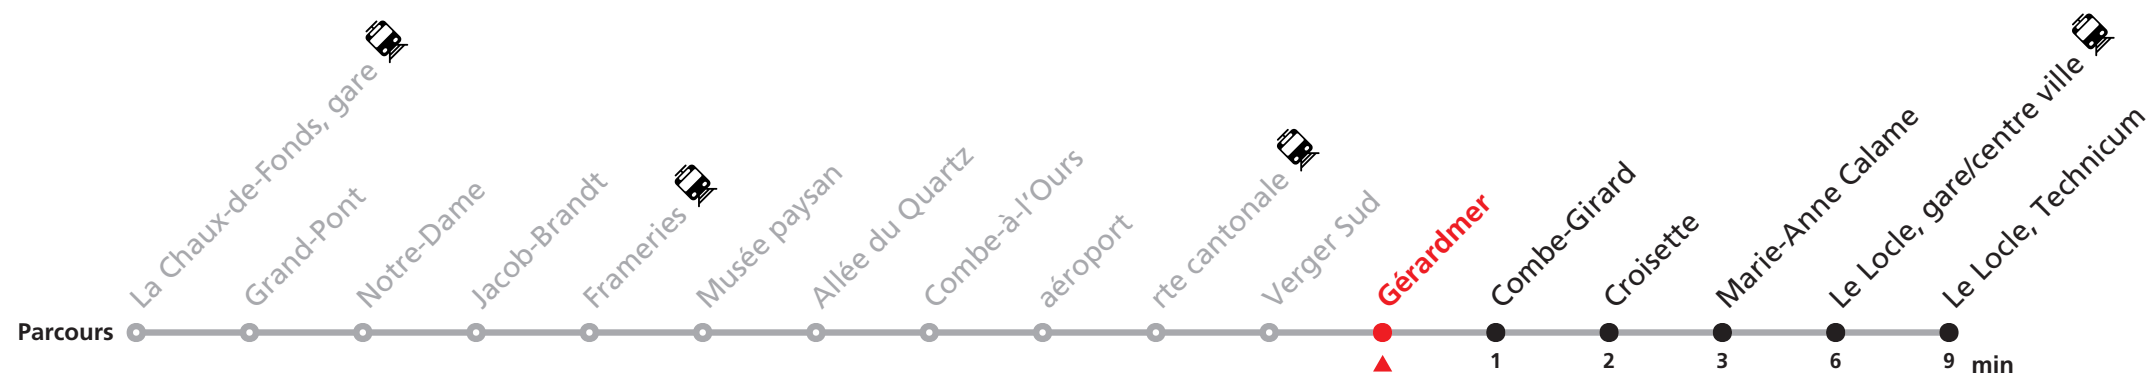 La Chaux-de-Fonds, gare
Grand-Pont
Notre-Dame
Jacob-Brandt
Frameries
Musée paysan
Allée du Quartz
Combe-à-l'Ours
aéroport
rte cantonale
Verger Sud
Gérardmer
Combe-Girard
Croisette
Marie-Anne Calame
Le Locle, gare/centre ville
Le Locle, Technicum
Parcours
1 2 3 6 9 min